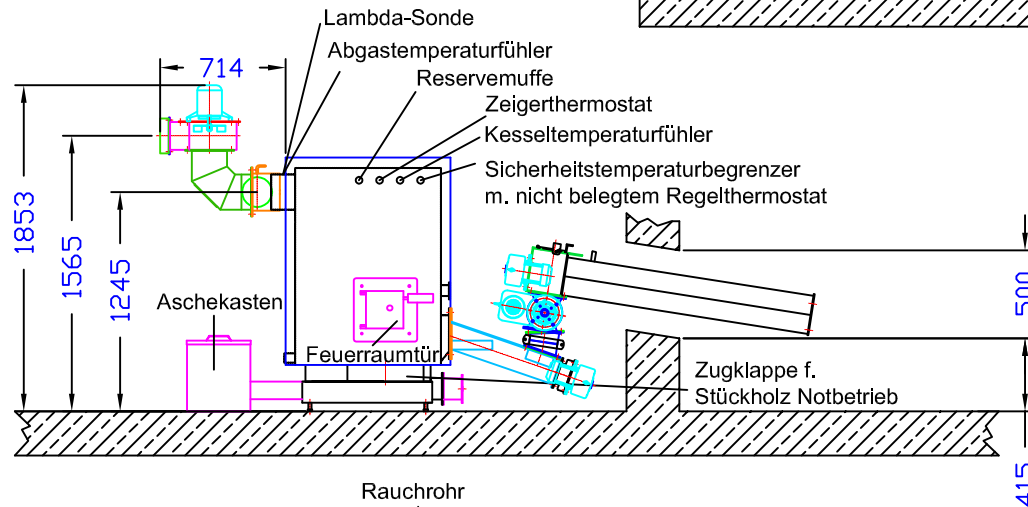 Lambda-Sonde
Abgastemperaturfühler
714
Reservemuffe
Zeigerthermostat
Kesseltemperaturfühler
Sicherheitstemperaturbegrenzer
m. nicht belegtem Regelthermostat
1853
1565
1245
500
Aschekasten
Feuerraumtür
Zugklappe f.
Stückholz Notbetrieb
415
Rauchrohr